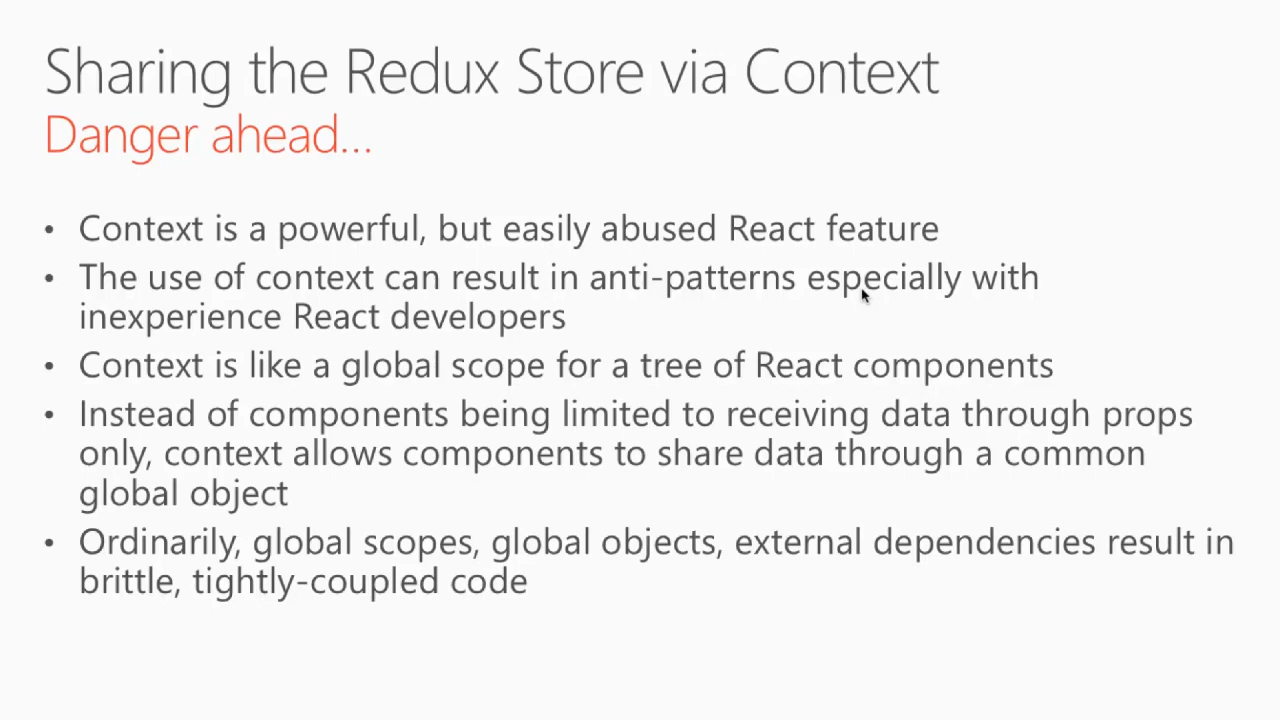 Sharing the Redux Store via Context
Danger ahead...
• Context is a powerful, but easily abused React feature
• The use of context can result in anti-patterns especially with
inexperience React developers
• Context is like a global scope for a tree of React components
• Instead of components being limited to receiving data through props
only, context allows components to share data through a common
global object
• Ordinarily, global scopes, global objects, external dependencies result in
brittle, tightly-coupled code